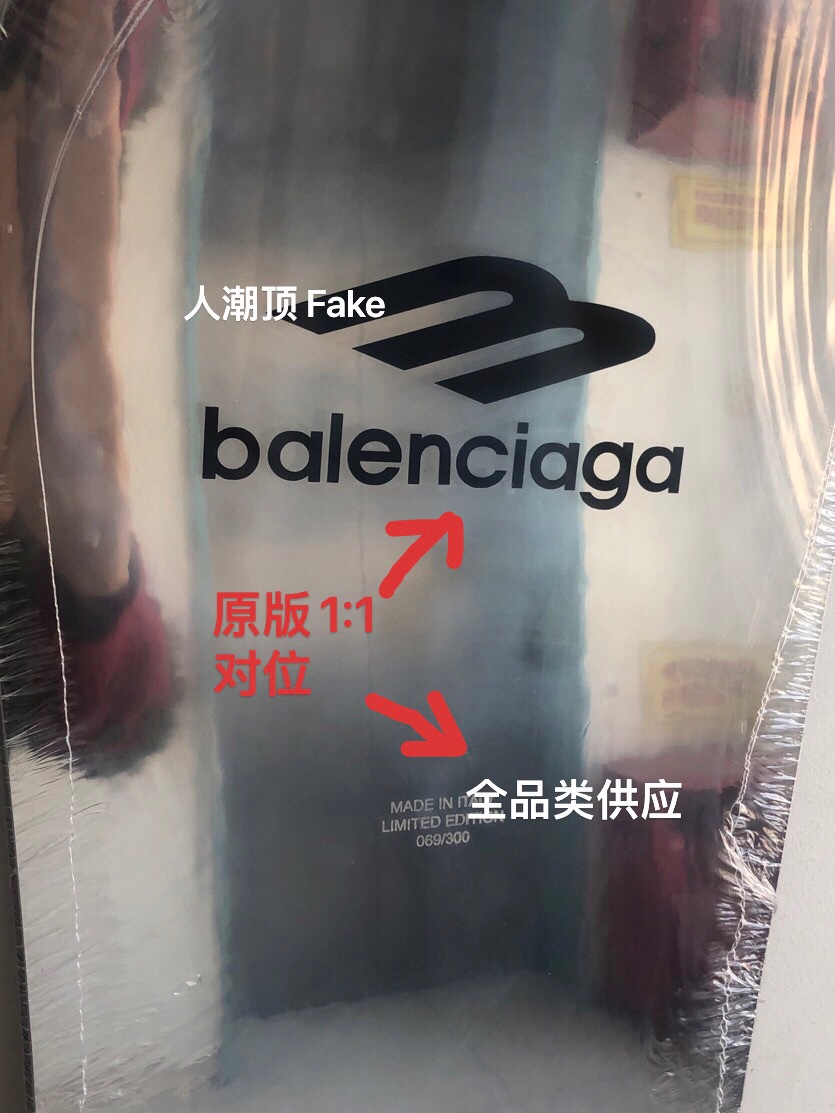 人潮顶 Fake
balenciaga
原版 1:1
对位
全品类供应
MADE IN
LIMITED EDITION
069/300